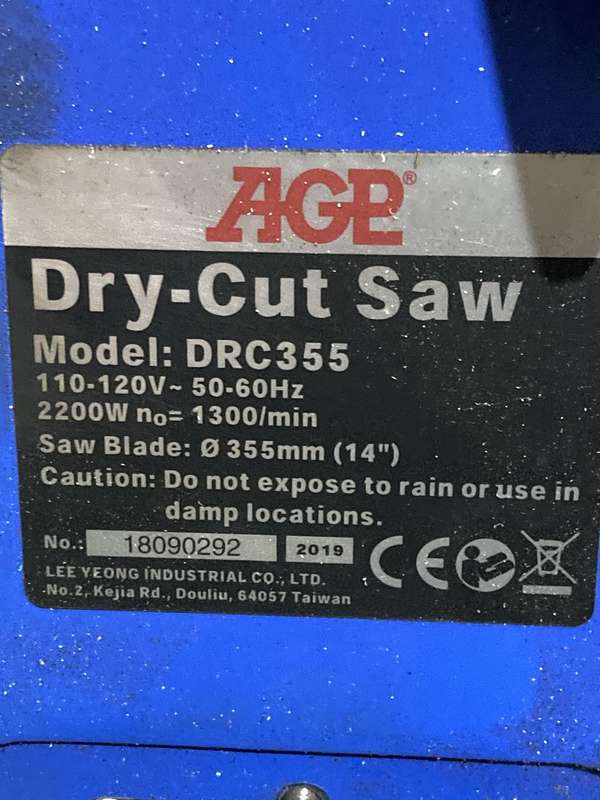 AGP®
Dry-Cut Saw
Model: DRC355
110-120V~ 50-60Hz
2200W n₀= 1300/min
Saw Blade: Ø 355mm (14")
Caution: Do not expose to rain or use in
damp locations.
No.: 18090292 2019 CE
LEE YEONG INDUSTRIAL CO., LTD.
No.2, Kejia Rd., Douliu, 64057 Taiwan